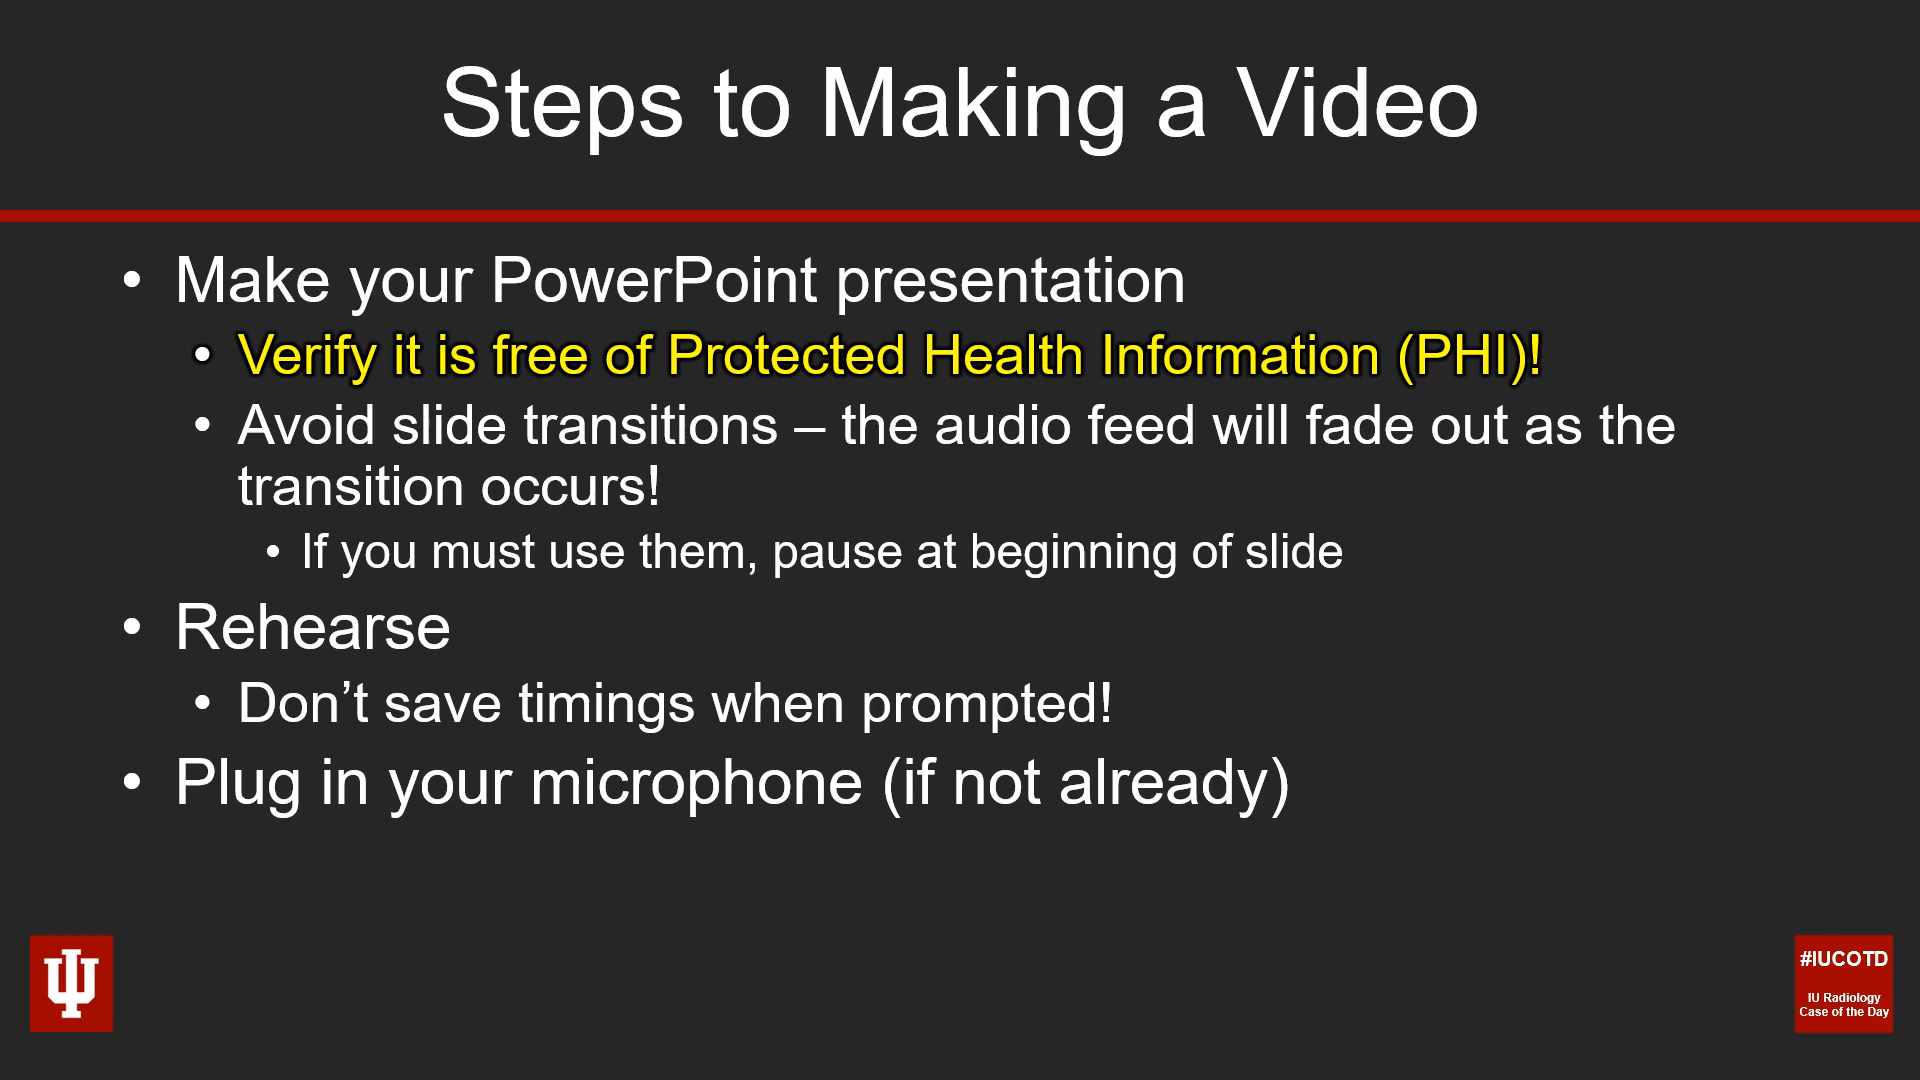 Steps to Making a Video
• Make your PowerPoint presentation
• Verify it is free of Protected Health Information (PHI)!
• Avoid slide transitions – the audio feed will fade out as the
transition occurs!
• If you must use them, pause at beginning of slide
• Rehearse
• Don’t save timings when prompted!
• Plug in your microphone (if not already)
#IUCOTD
IU Radiology
Case of the Day